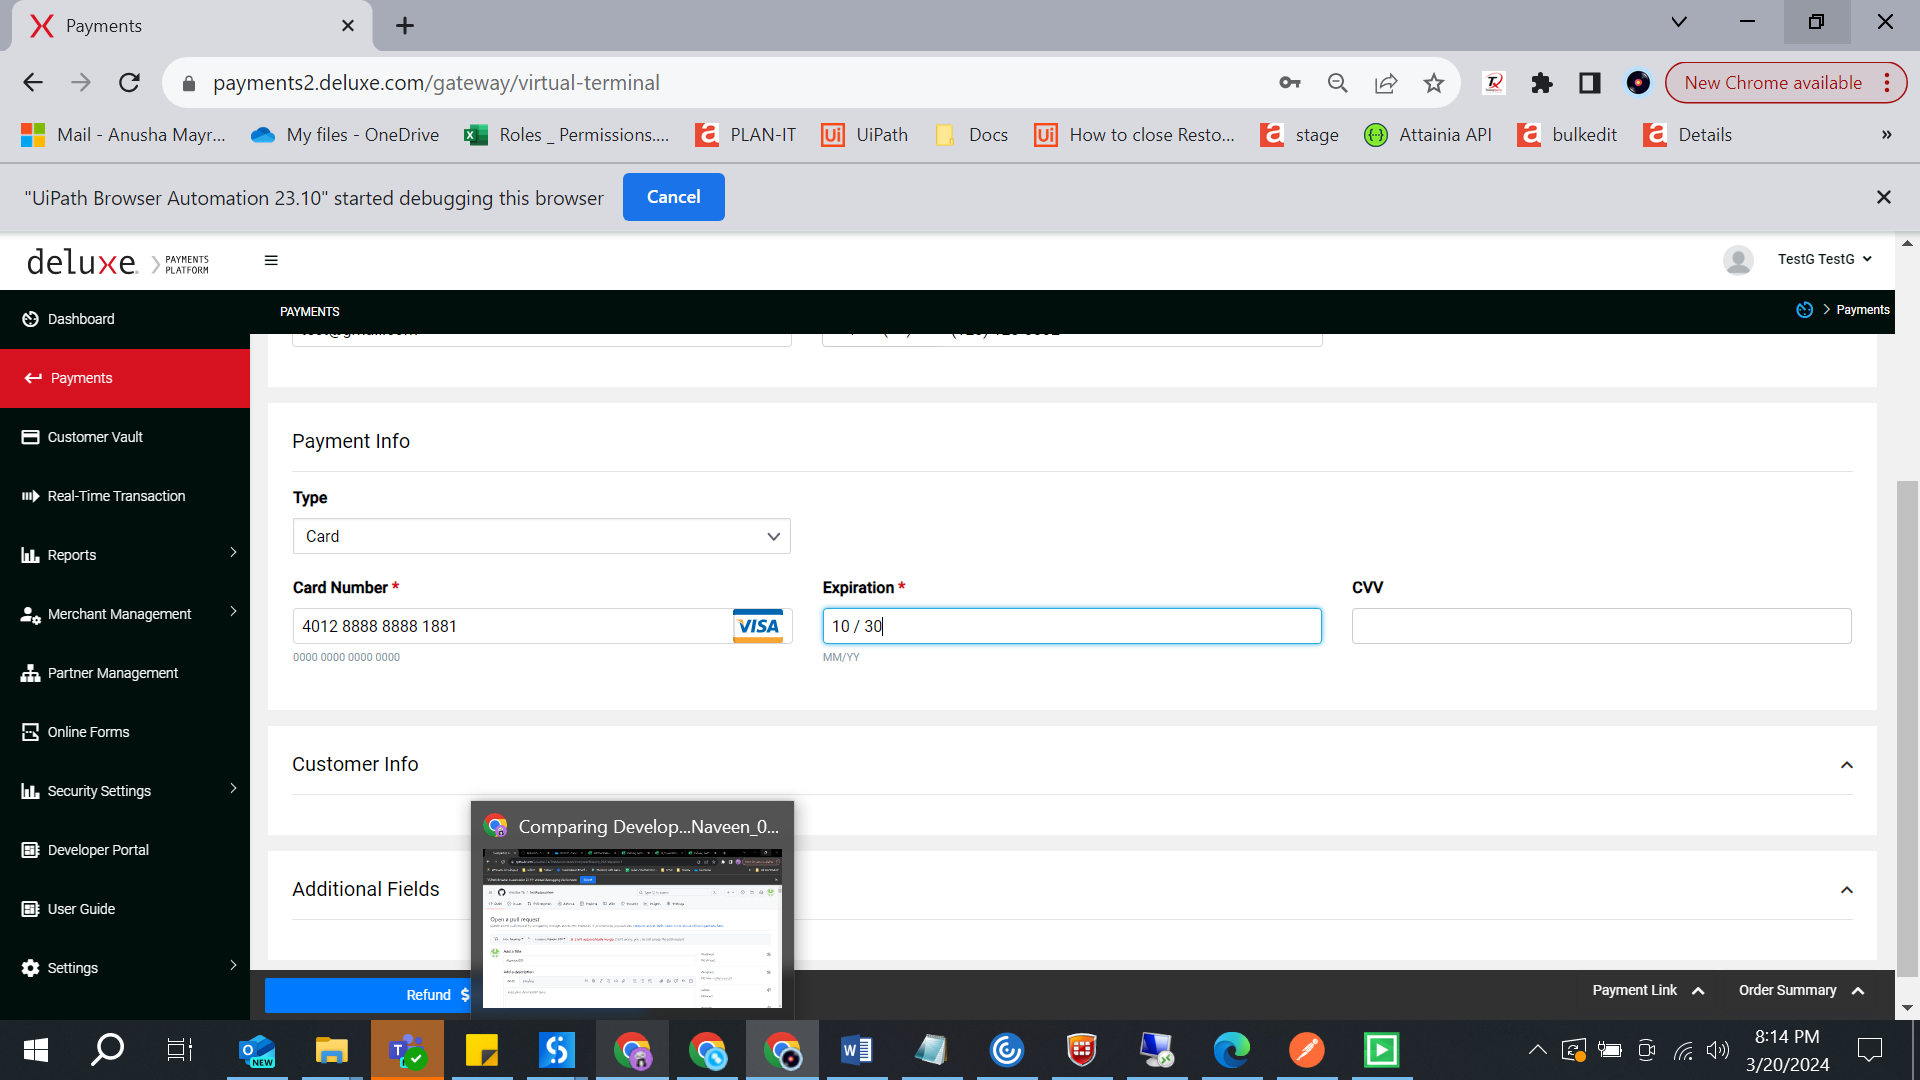 Payments
payments2.deluxe.com/gateway/virtual-terminal
New Chrome available
Mail - Anusha Mayr...
My files - OneDrive
Roles _ Permissions....
PLAN-IT
UiPath
Docs
How to close Resto...
stage
Attainia API
bulkedit
Details
»
"UiPath Browser Automation 23.10" started debugging this browser
Cancel
deluxe.
PAYMENTS
PLATFORM
TestG TestG
Dashboard
PAYMENTS
Payments
Payments
Customer Vault
Real-Time Transaction
Reports
Merchant Management
Partner Management
Online Forms
Security Settings
Developer Portal
User Guide
Settings
Payment Info
Type
Card
Card Number *
4012 8888 8888 1881
VISA
0000 0000 0000 0000
Expiration *
10 / 30
MM/YY
CVV
Customer Info
Comparing Develop...Naveen_0...
Open a pull request
Additional Fields
Refund $
Payment Link
Order Summary
NEW
8:14 PM
3/20/2024